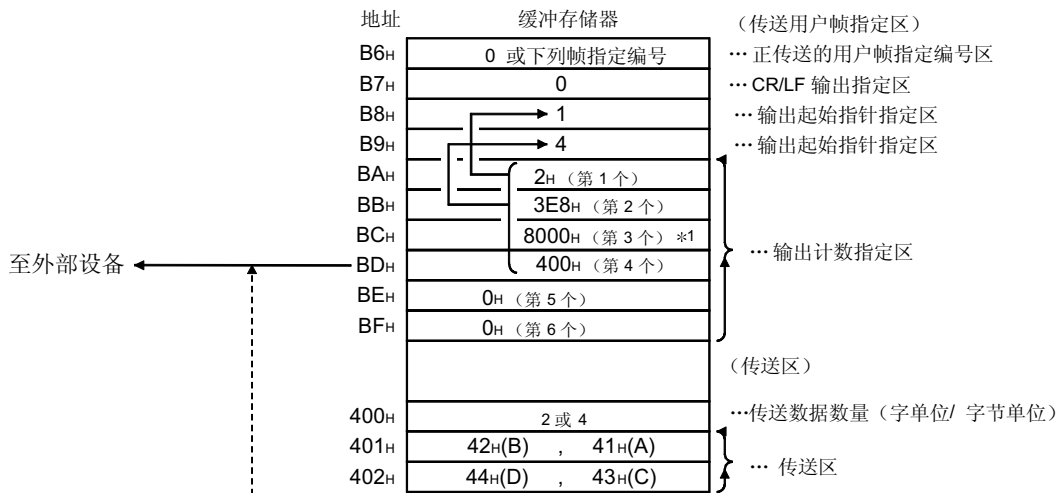 地址 缓冲存储器 （传送用户帧指定区）
B6H 0 或下列帧指定编号 … 正传送的用户帧指定编号区
B7H 0 … CR/LF 输出指定区
B8H 1 … 输出起始指针指定区
B9H 4 … 输出起始指针指定区
BAH 2H（第 1 个）
BBH 3E8H（第 2 个）
BCH 8000H（第 3 个）*1 … 输出计数指定区
至外部设备 BDH 400H（第 4 个）
BEH 0H（第 5 个）
BFH 0H（第 6 个）
（传送区）
400H 2 或 4 …传送数据数量（字单位/ 字节单位）
401H 42H(B) , 41H(A)
… 传送区
402H 44H(D) , 43H(C)